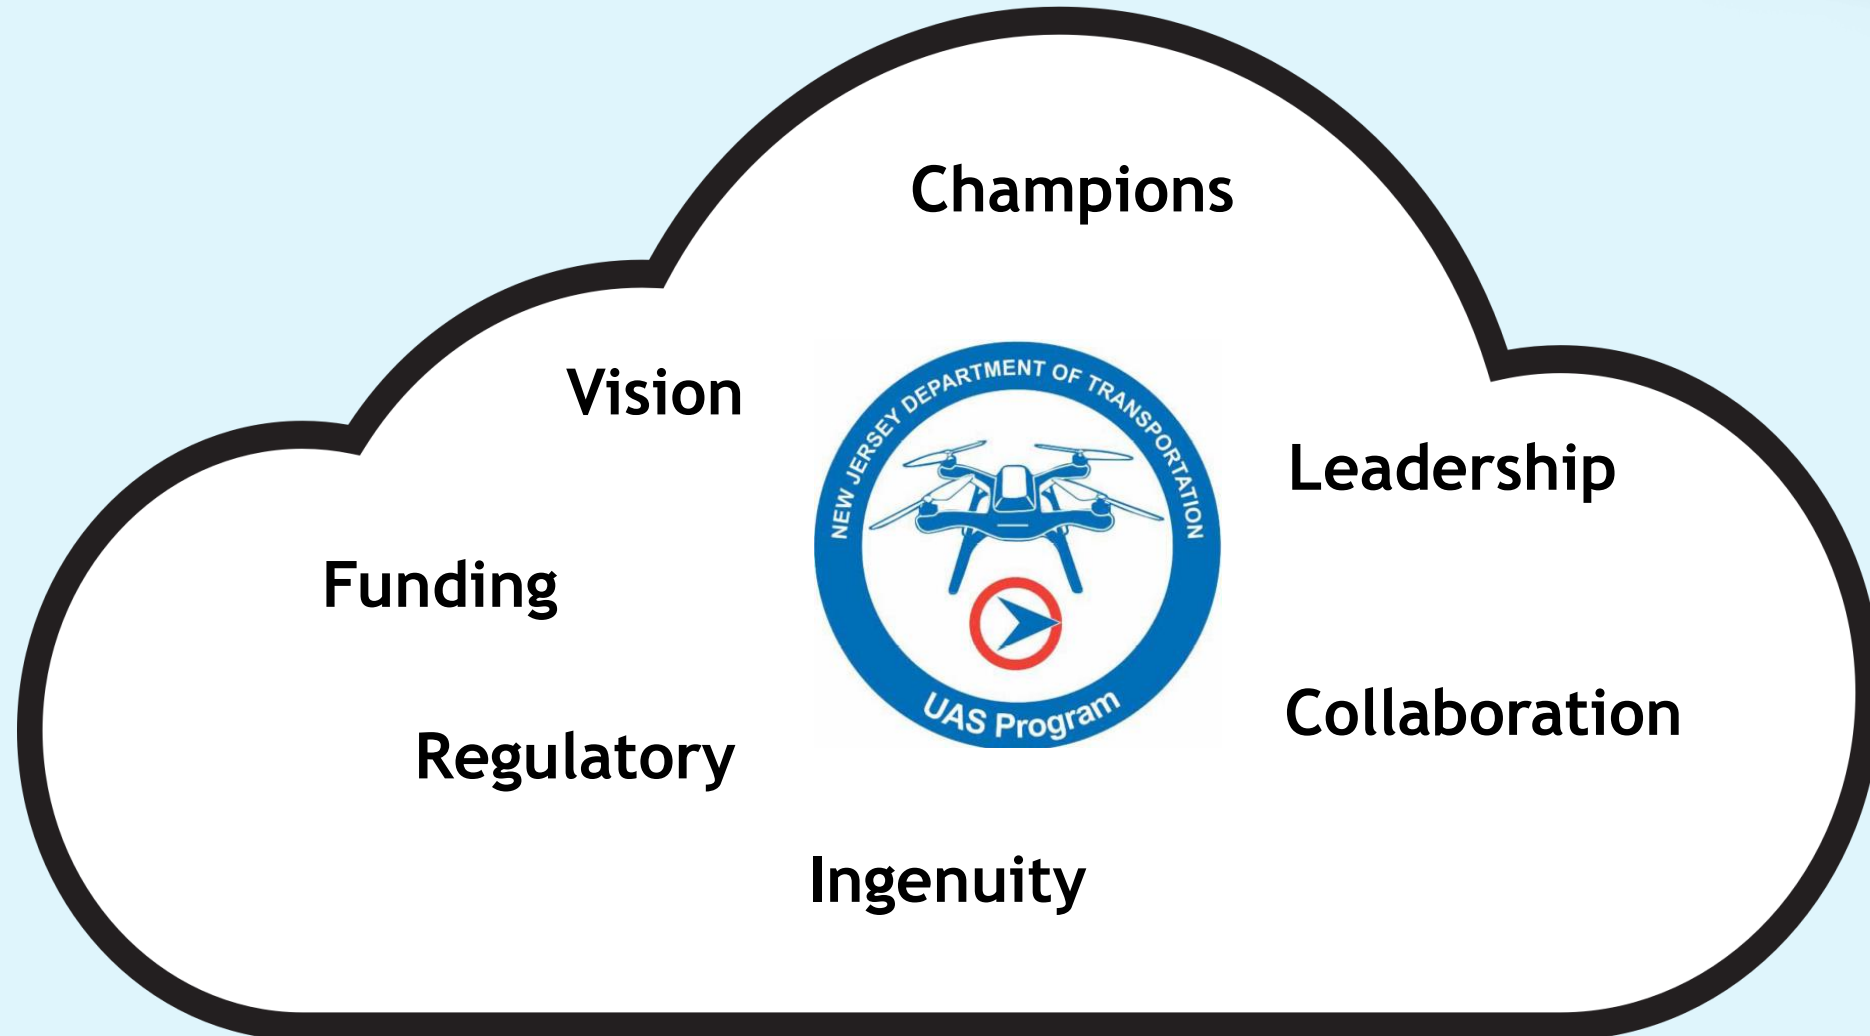 Champions
Vision
NEW JERSEY DEPARTMENT OF TRANSPORTATION
Leadership
Funding
UAS Program
Collaboration
Regulatory
Ingenuity